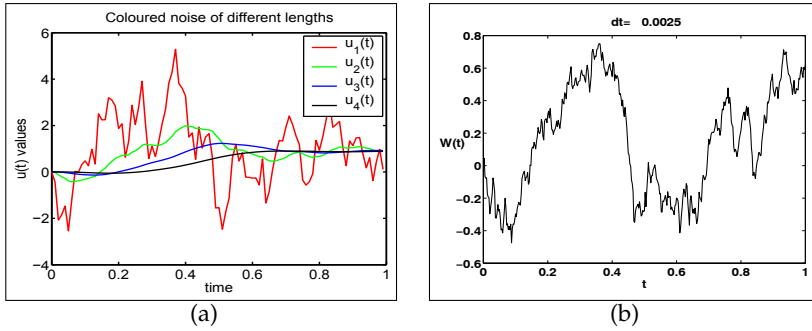 Coloured noise of different lengths
6
4
2
0
−2
−4
u(t) values
u1(t)
u2(t)
u3(t)
u4(t)
0 0.2 0.4 0.6 0.8 1
time
(a)
dt= 0.0025
0.8
0.6
0.4
0.2
W(t)
0
−0.2
−0.4
−0.6
0 0.2 0.4 0.6 0.8 1
t
(b)